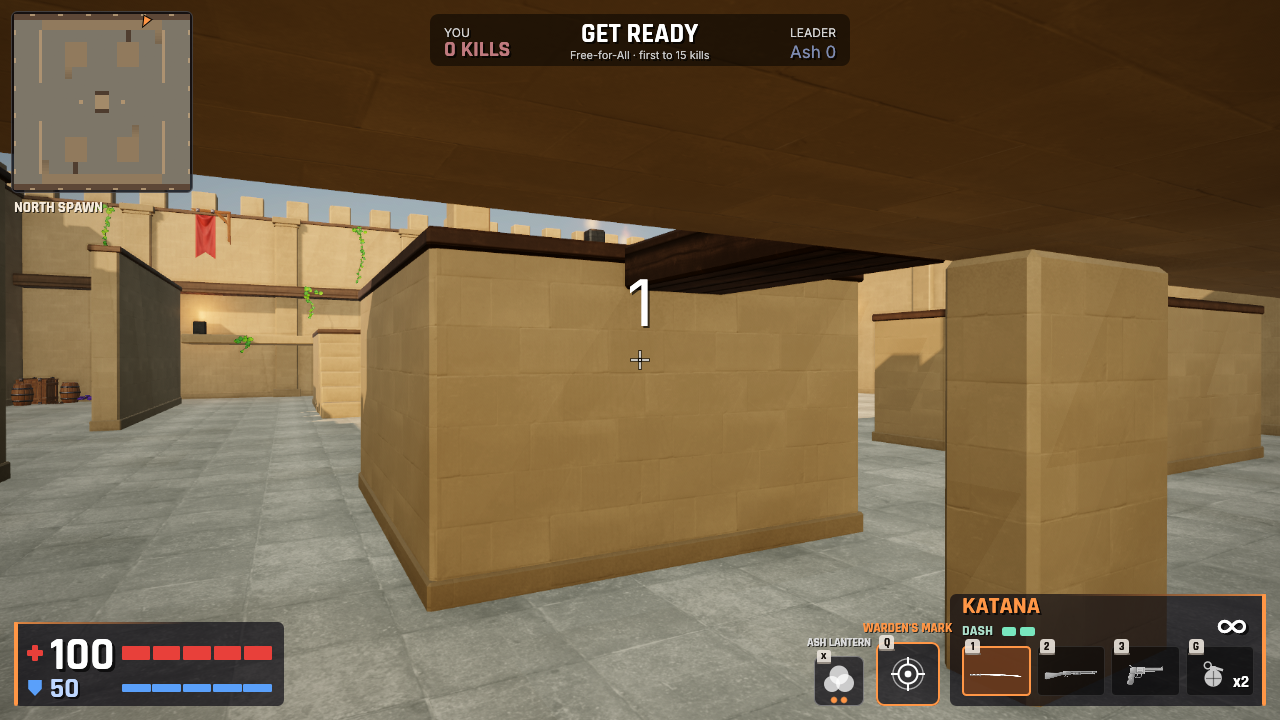 YOU
0 KILLS
GET READY
Free-for-All · first to 15 kills
LEADER
Ash 0
NORTH SPAWN
1
100
50
ASH LANTERN
X
WARDEN'S MARK
Q
KATANA
DASH
∞
1
2
3
G
x2